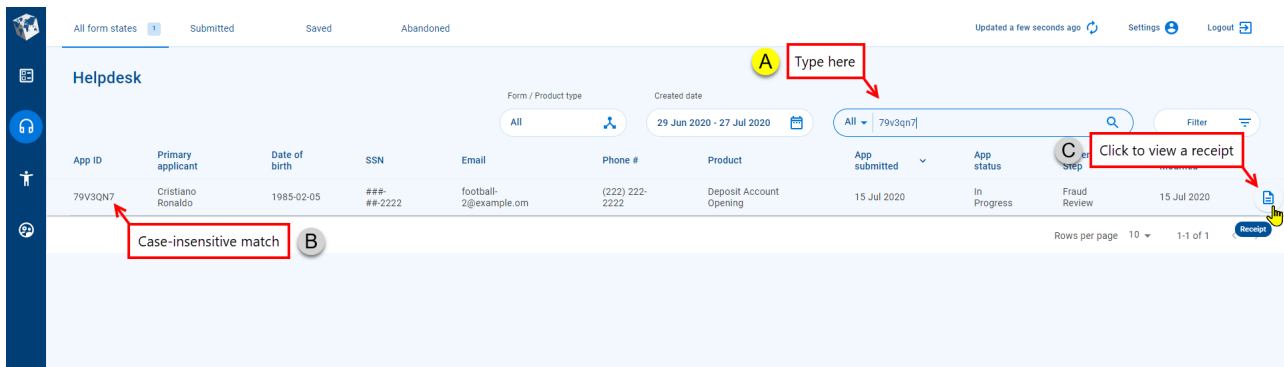 All form states 1 Submitted Saved Abandoned Updated a few seconds ago Settings Logout
A Type here
Helpdesk
Form / Product type Created date
All 29 Jun 2020 - 27 Jul 2020 All 79v3qn7 Filter
C Click to view a receipt
App ID Primary applicant Date of birth SSN Email Phone # Product App submitted App status Step
79V3QN7 Cristiano Ronaldo 1985-02-05 ###-##-2222 football-2@example.om (222) 222-2222 Deposit Account Opening 15 Jul 2020 In Progress Fraud Review 15 Jul 2020
Case-insensitive match B
Rows per page 10 1-1 of 1 Receipt